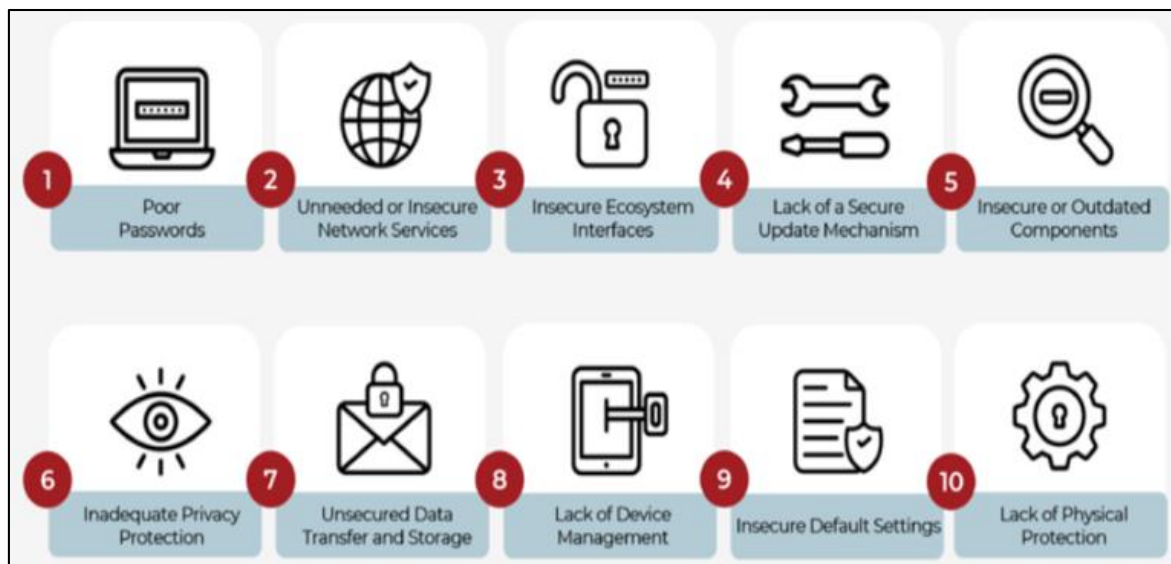 1
Poor
Passwords
2
Unneeded or Insecure
Network Services
3
Insecure Ecosystem
Interfaces
4
Lack of a Secure
Update Mechanism
5
Insecure or Outdated
Components
6
Inadequate Privacy
Protection
7
Unsecured Data
Transfer and Storage
8
Lack of Device
Management
9
Insecure Default Settings
10
Lack of Physical
Protection